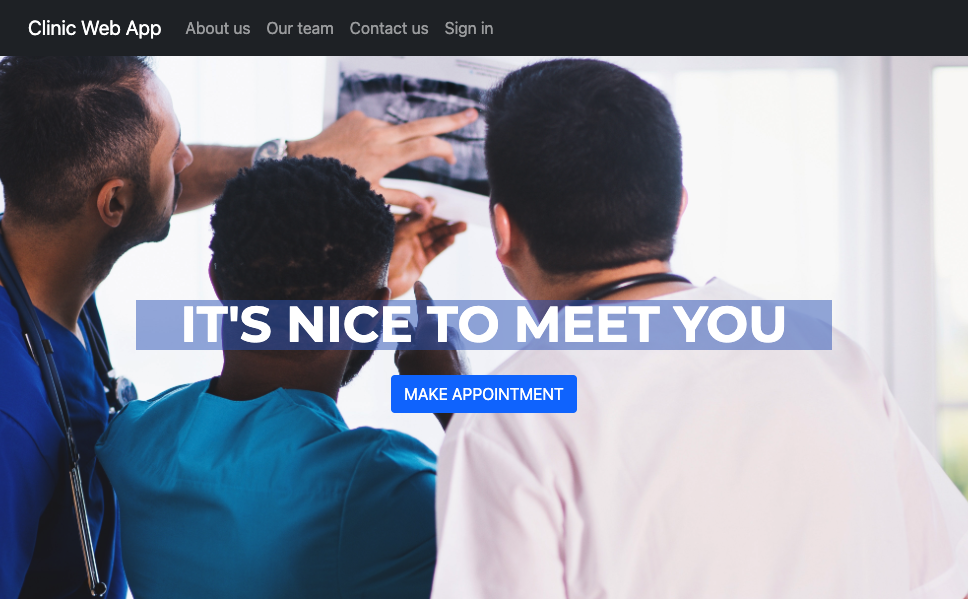 Clinic Web App About us Our team Contact us Sign in
IT'S NICE TO MEET YOU
MAKE APPOINTMENT